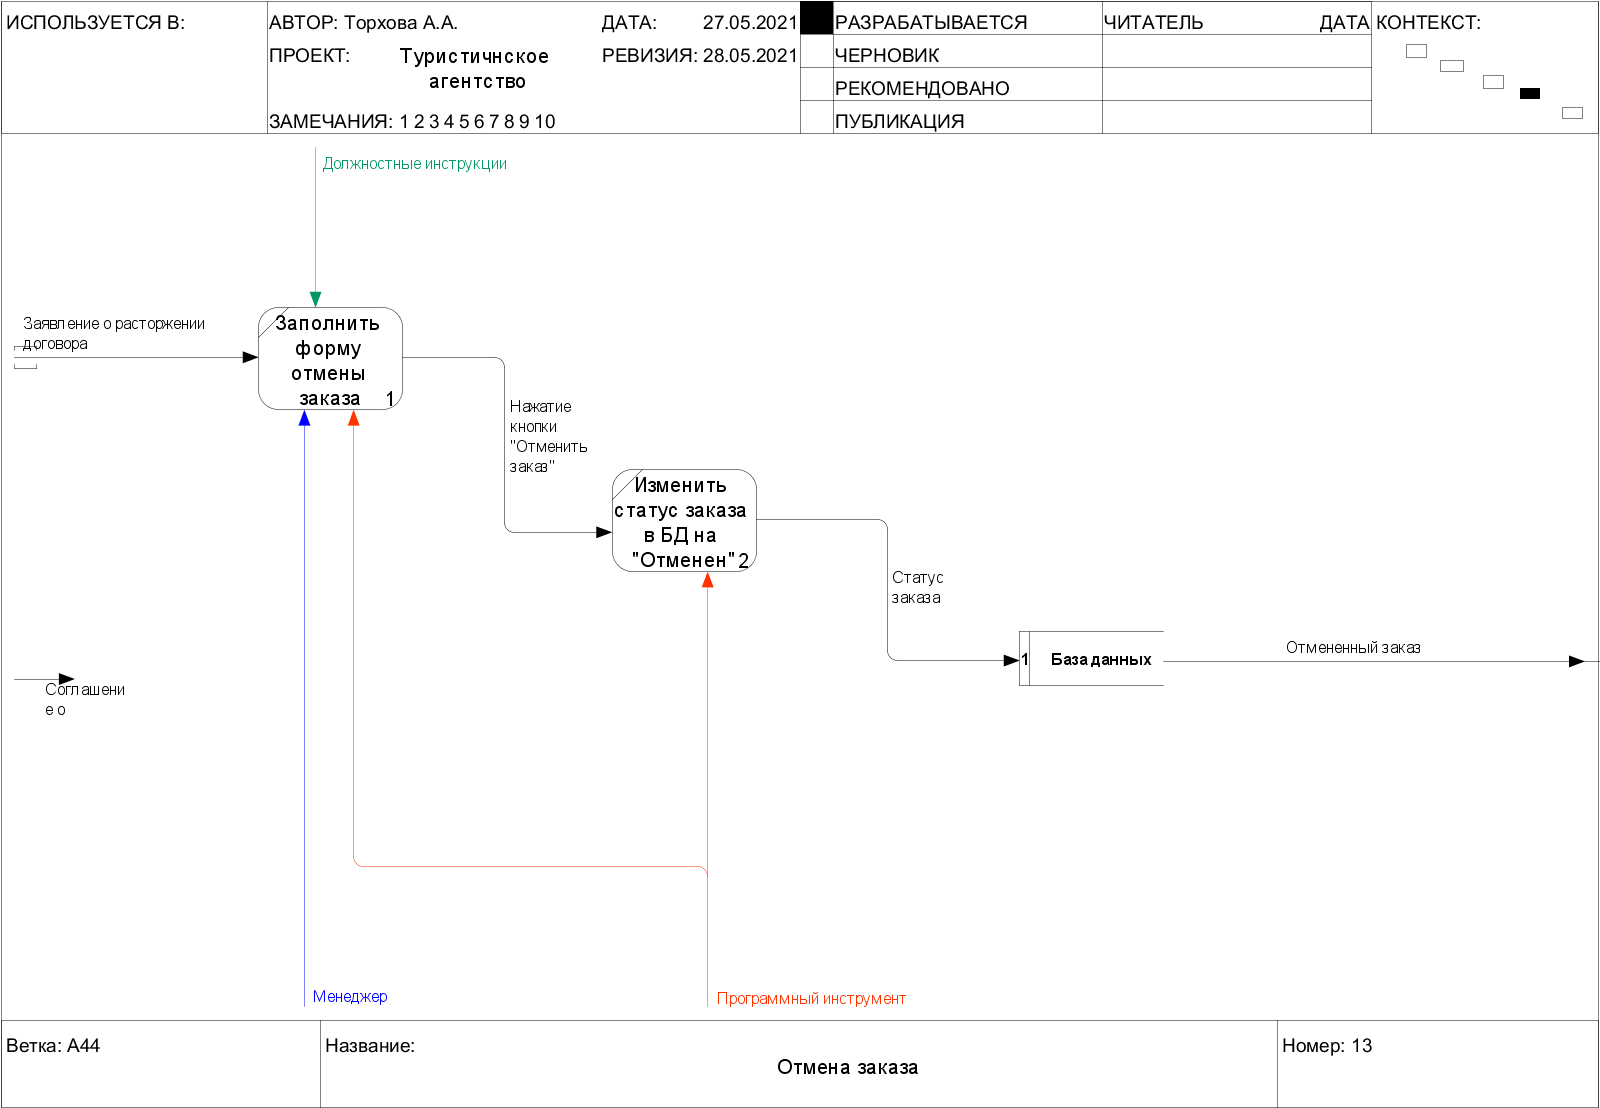 ИСПОЛЬЗУЕТСЯ В:
АВТОР: Торхова А.А.
ДАТА: 27.05.2021
ПРОЕКТ: Туристичнское
агентство
РЕВИЗИЯ: 28.05.2021
ЗАМЕЧАНИЯ: 1 2 3 4 5 6 7 8 9 10
РАЗРАБАТЫВАЕТСЯ
ЧЕРНОВИК
РЕКОМЕНДОВАНО
ПУБЛИКАЦИЯ
ЧИТАТЕЛЬ
ДАТА
КОНТЕКСТ:
Должностные инструкции
Заявление о расторжении
договора
Заполнить
форму
отмены
заказа 1
Нажатие
кнопки
"Отменить
заказ"
Изменить
статус заказа
в БД на
"Отменен" 2
Статус
заказа
1 База данных
Отмененный заказ
Соглашени
е о
Менеджер
Программный инструмент
Ветка: A44
Название:
Отмена заказа
Номер: 13